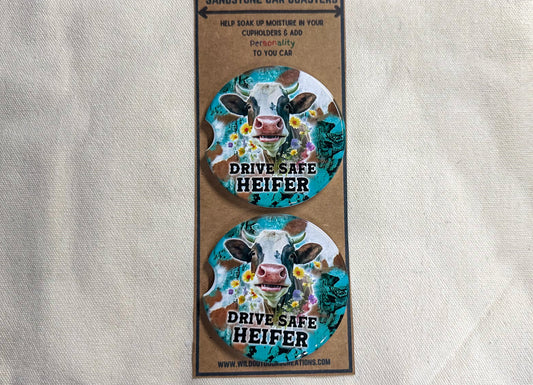 SANDSTONE CAR COASTERS
HELP SOAK UP MOISTURE IN YOUR
CUPHOLDERS & ADD
Personality
TO YOU CAR
DRIVE SAFE
HEIFER
DRIVE SAFE
HEIFER